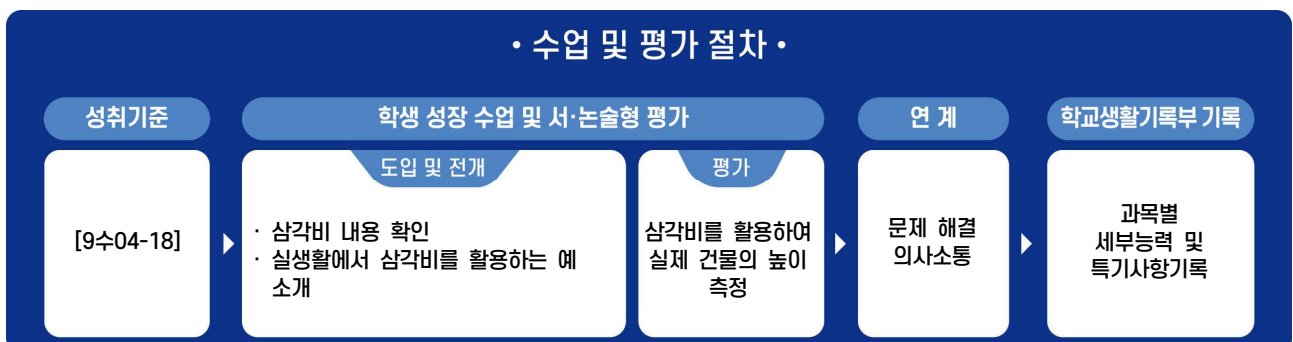 • 수업 및 평가 절차 •
성취기준
학생 성장 수업 및 서·논술형 평가
연 계
학교생활기록부 기록
도입 및 전개
평가
[9수04-18]
· 삼각비 내용 확인
· 실생활에서 삼각비를 활용하는 예
소개
삼각비를 활용하여
실제 건물의 높이
측정
문제 해결
의사소통
과목별
세부능력 및
특기사항기록